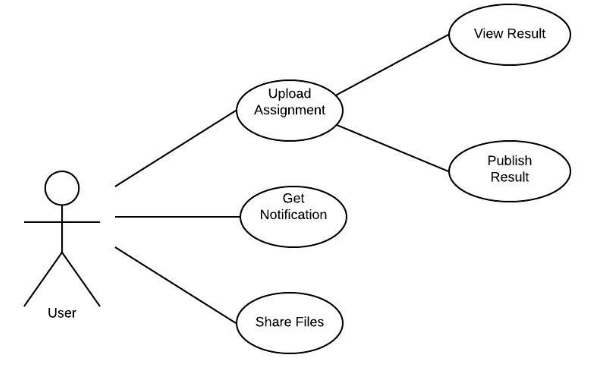 View Result
Upload
Assignment
Publish
Result
Get
Notification
User
Share Files